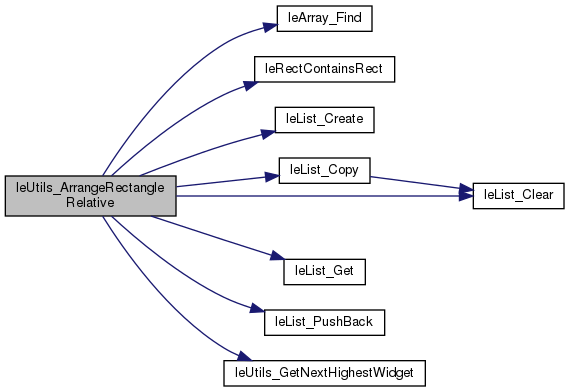 leArray_Find
leRectContainsRect
leList_Create
leList_Copy
leUtils_ArrangeRectangle
Relative
leList_Clear
leList_Get
leList_PushBack
leUtils_GetNextHighestWidget